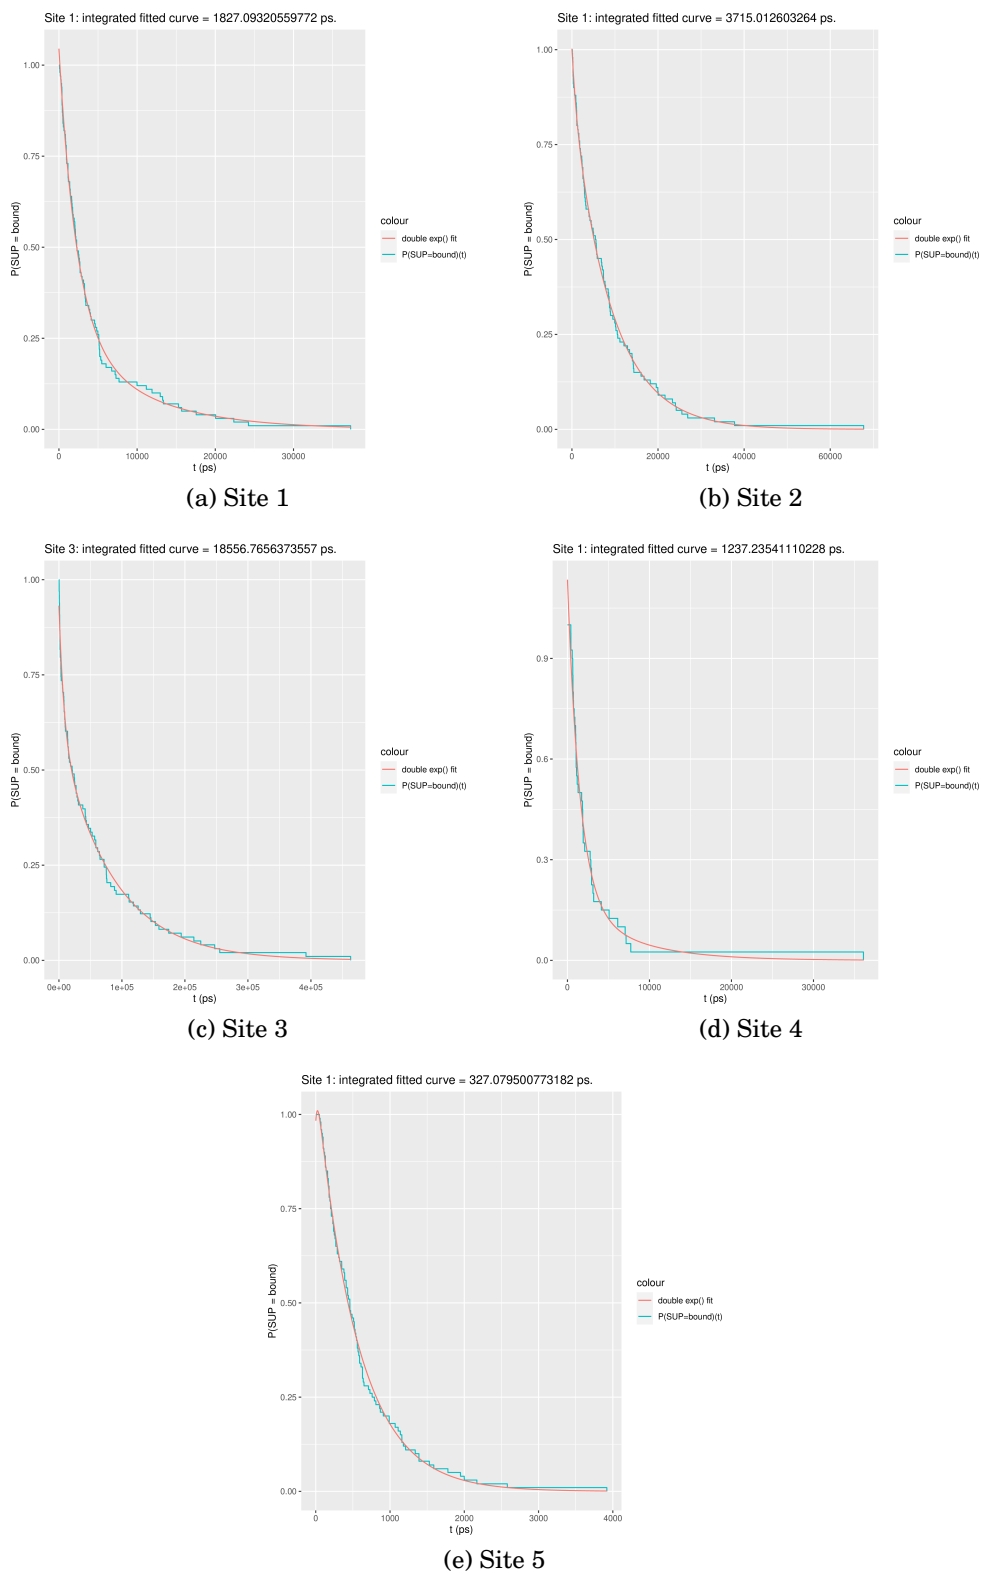 Site 1: integrated fitted curve = 1827.09320559772 ps.
P(SUP = bound)
1.00
0.75
0.50
0.25
0.00
0
10000
20000
30000
t (ps)
colour
double exp() fit
P(SUP=bound)(t)
(a) Site 1
Site 1: integrated fitted curve = 3715.012603264 ps.
P(SUP = bound)
1.00
0.75
0.50
0.25
0.00
0
20000
40000
60000
t (ps)
colour
double exp() fit
P(SUP=bound)(t)
(b) Site 2
Site 3: integrated fitted curve = 18556.7656373557 ps.
P(SUP = bound)
1.00
0.75
0.50
0.25
0.00
0e+00
1e+05
2e+05
3e+05
4e+05
t (ps)
colour
double exp() fit
P(SUP=bound)(t)
(c) Site 3
Site 1: integrated fitted curve = 1237.23541110228 ps.
P(SUP = bound)
0.9
0.6
0.3
0.0
0
10000
20000
30000
t (ps)
colour
double exp() fit
P(SUP=bound)(t)
(d) Site 4
Site 1: integrated fitted curve = 327.079500773182 ps.
P(SUP = bound)
1.00
0.75
0.50
0.25
0.00
0
1000
2000
3000
4000
t (ps)
colour
double exp() fit
P(SUP=bound)(t)
(e) Site 5